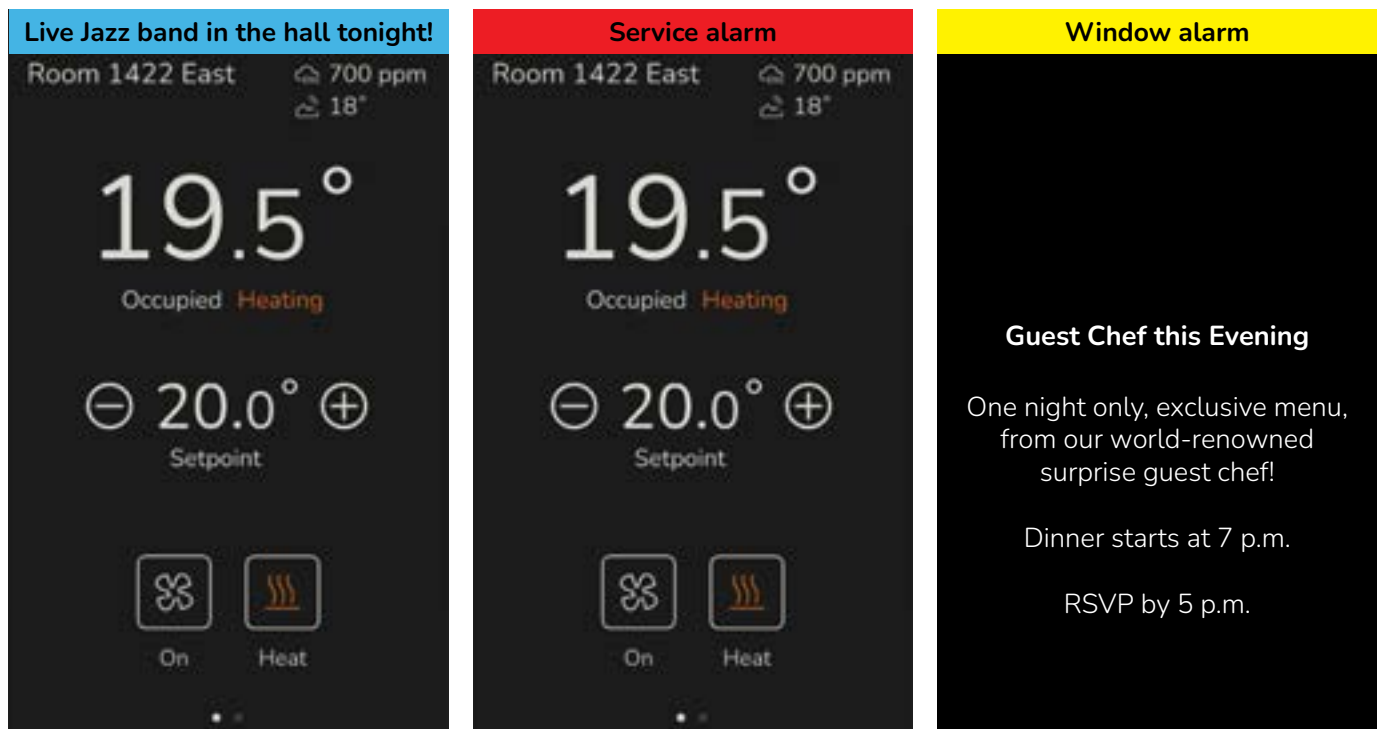 Live Jazz band in the hall tonight!
Room 1422 East
700 ppm
18°
19.5°
Occupied Heating
20.0°
Setpoint
On
Heat
Service alarm
Room 1422 East
700 ppm
18°
19.5°
Occupied Heating
20.0°
Setpoint
On
Heat
Window alarm
Guest Chef this Evening
One night only, exclusive menu,
from our world-renowned
surprise guest chef!
Dinner starts at 7 p.m.
RSVP by 5 p.m.